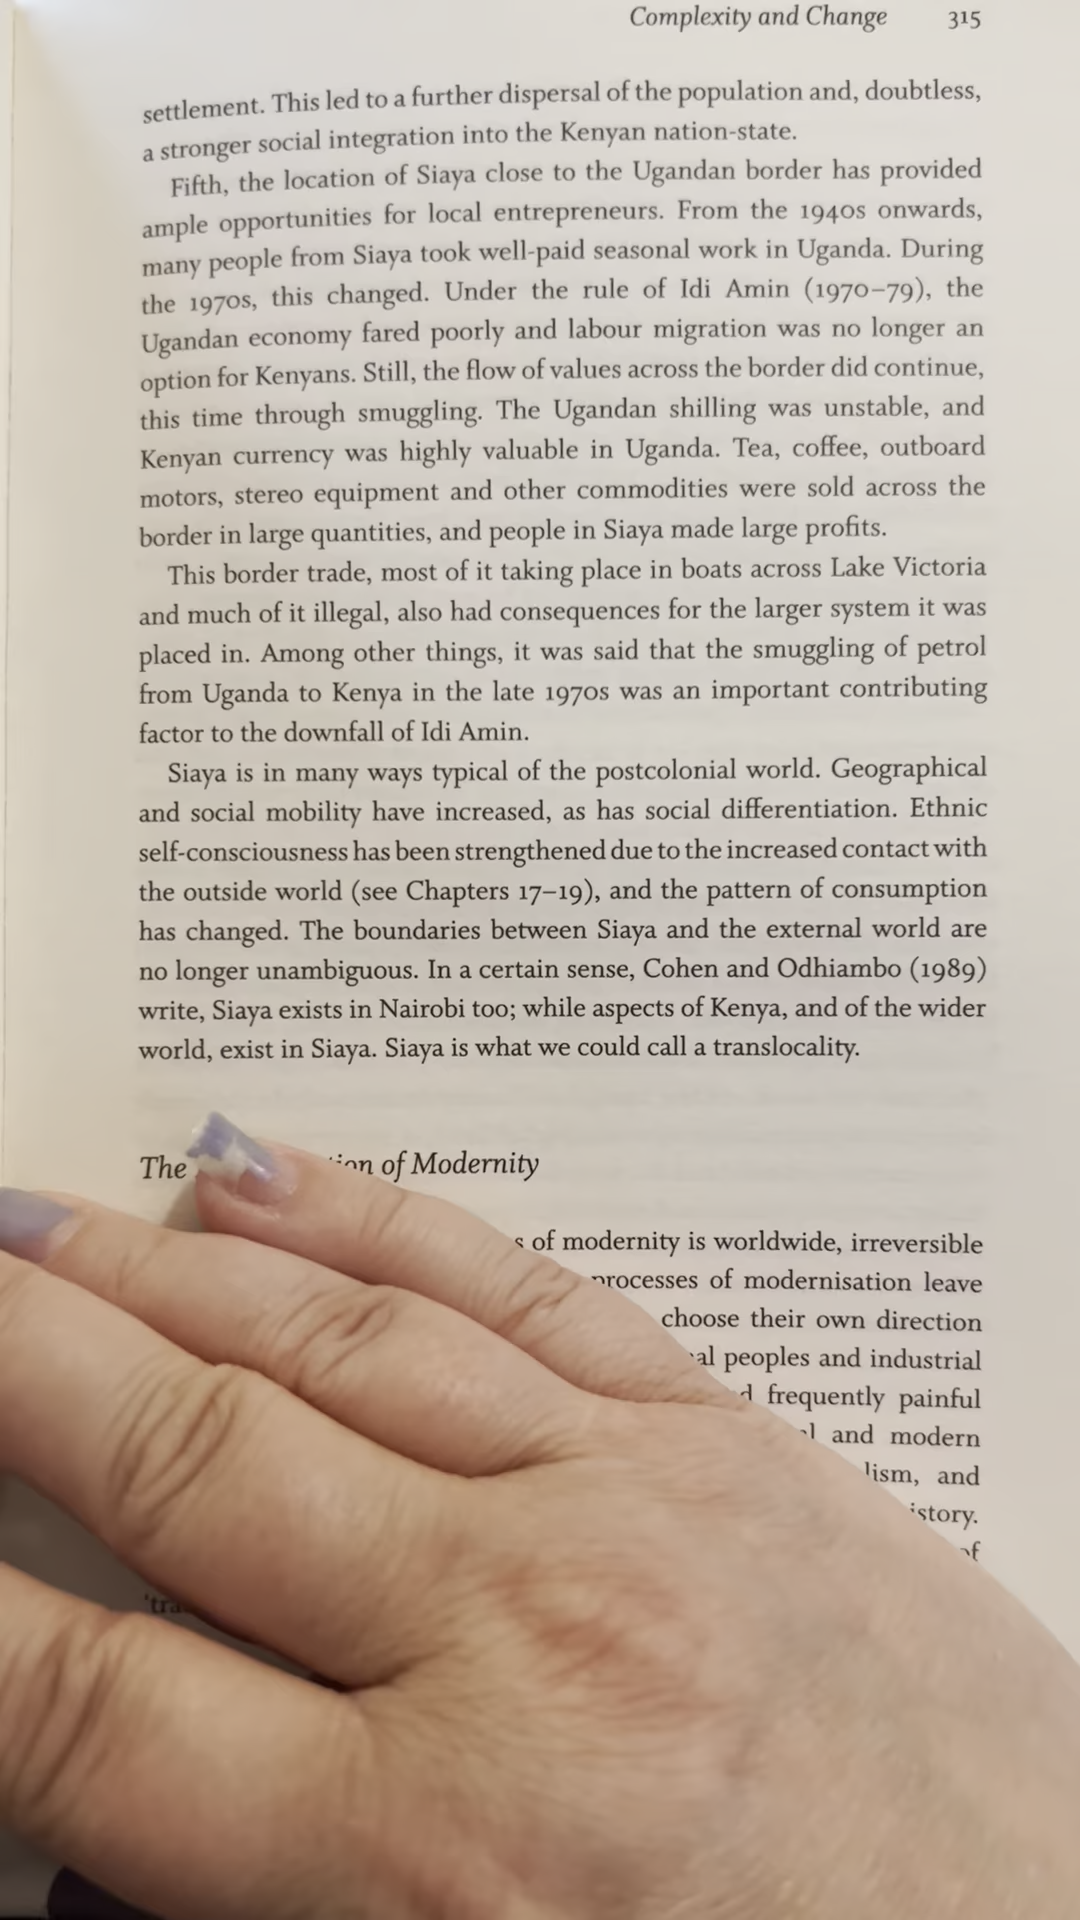 Complexity and Change 315
settlement. This led to a further dispersal of the population and, doubtless,
a stronger social integration into the Kenyan nation-state.
Fifth, the location of Siaya close to the Ugandan border has provided
ample opportunities for local entrepreneurs. From the 1940s onwards,
many people from Siaya took well-paid seasonal work in Uganda. During
the 1970s, this changed. Under the rule of Idi Amin (1970–79), the
Ugandan economy fared poorly and labour migration was no longer an
option for Kenyans. Still, the flow of values across the border did continue,
this time through smuggling. The Ugandan shilling was unstable, and
Kenyan currency was highly valuable in Uganda. Tea, coffee, outboard
motors, stereo equipment and other commodities were sold across the
border in large quantities, and people in Siaya made large profits.
This border trade, most of it taking place in boats across Lake Victoria
and much of it illegal, also had consequences for the larger system it was
placed in. Among other things, it was said that the smuggling of petrol
from Uganda to Kenya in the late 1970s was an important contributing
factor to the downfall of Idi Amin.
Siaya is in many ways typical of the postcolonial world. Geographical
and social mobility have increased, as has social differentiation. Ethnic
self-consciousness has been strengthened due to the increased contact with
the outside world (see Chapters 17–19), and the pattern of consumption
has changed. The boundaries between Siaya and the external world are
no longer unambiguous. In a certain sense, Cohen and Odhiambo (1989)
write, Siaya exists in Nairobi too; while aspects of Kenya, and of the wider
world, exist in Siaya. Siaya is what we could call a translocality.
The of Modernity
of modernity is worldwide, irreversible
processes of modernisation leave
choose their own direction
peoples and industrial
frequently painful
and modern
and
of